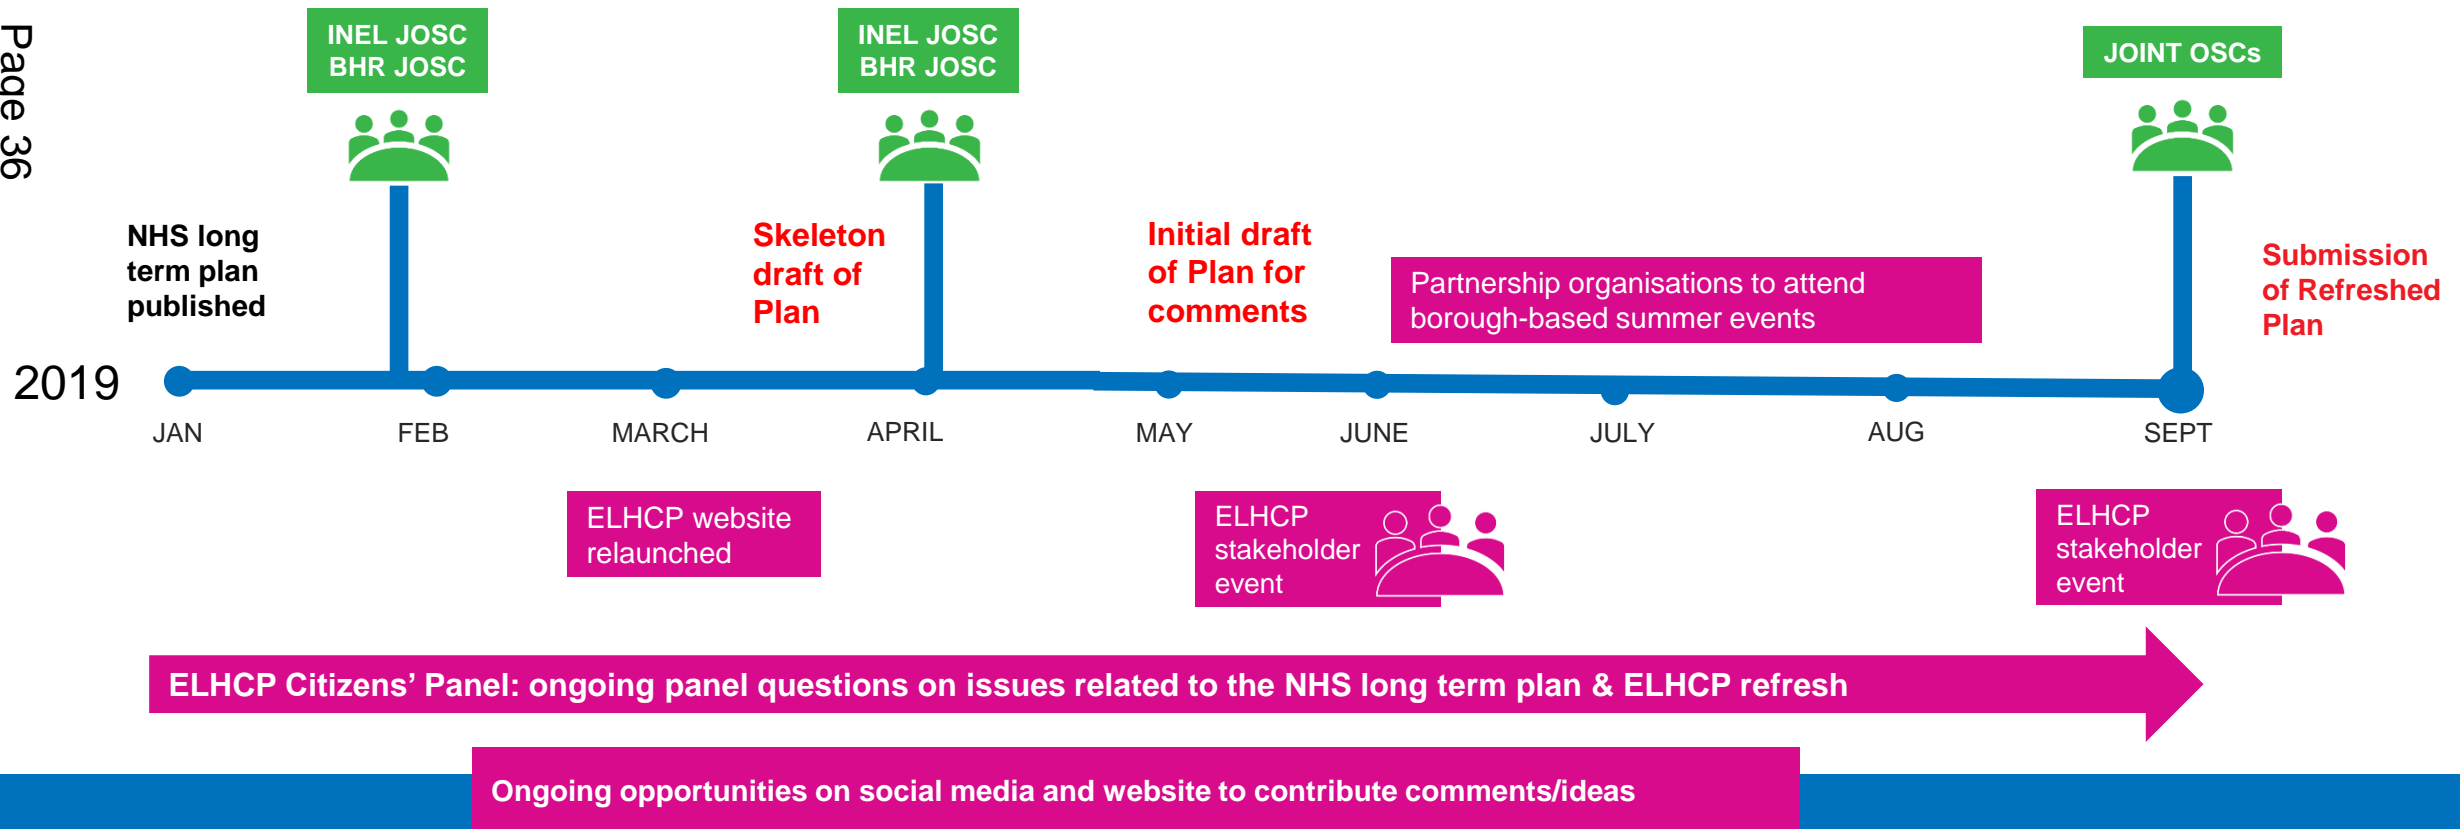 Page 36
INEL JOSC
BHR JOSC
INEL JOSC
BHR JOSC
JOINT OSCs
NHS long
term plan
published
Skeleton
draft of
Plan
Initial draft
of Plan for
comments
Partnership organisations to attend
borough-based summer events
Submission
of Refreshed
Plan
2019
JAN
FEB
MARCH
APRIL
MAY
JUNE
JULY
AUG
SEPT
ELHCP website
relaunched
ELHCP
stakeholder
event
ELHCP
stakeholder
event
ELHCP Citizens’ Panel: ongoing panel questions on issues related to the NHS long term plan & ELHCP refresh
Ongoing opportunities on social media and website to contribute comments/ideas